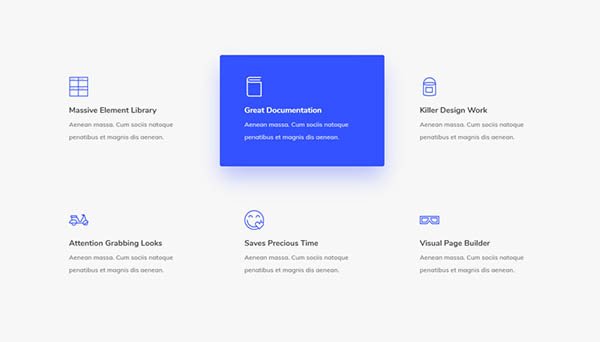 Massive Element Library
Aenean massa. Cum sociis natoque
penatibus et magnis dis aenean.
Great Documentation
Aenean massa. Cum sociis natoque
penatibus et magnis dis aenean.
Killer Design Work
Aenean massa. Cum sociis natoque
penatibus et magnis dis aenean.
Attention Grabbing Looks
Aenean massa. Cum sociis natoque
penatibus et magnis dis aenean.
Saves Precious Time
Aenean massa. Cum sociis natoque
penatibus et magnis dis aenean.
Visual Page Builder
Aenean massa. Cum sociis natoque
penatibus et magnis dis aenean.